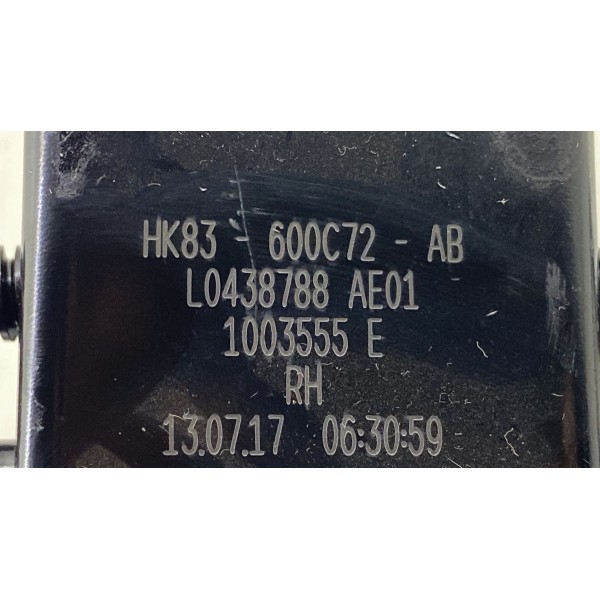 HK83 - 600C72 - AB
L0438788 AE01
1003555 E
RH
13.07.17 06:30:59